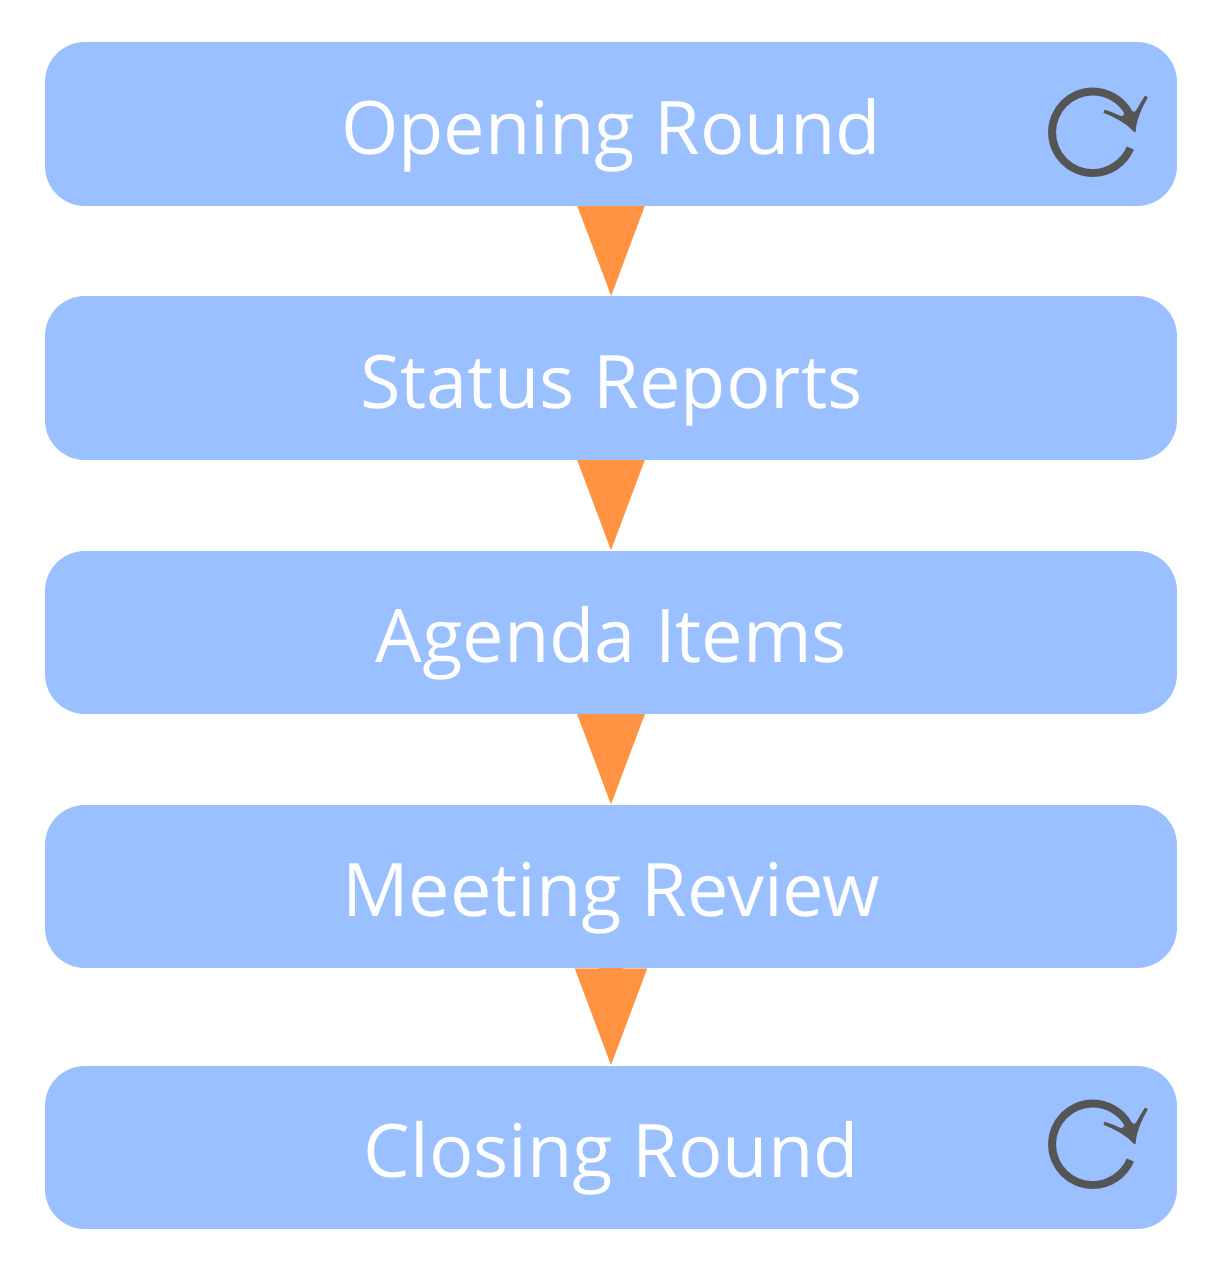 Opening Round
Status Reports
Agenda Items
Meeting Review
Closing Round